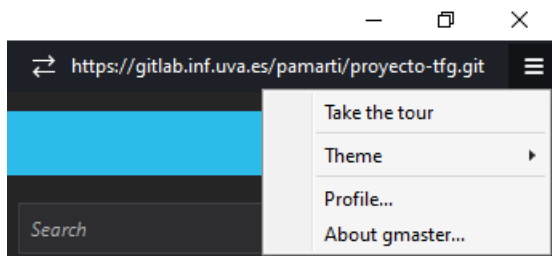 https://gitlab.inf.uva.es/pamarti/proyecto-tfg.git
Take the tour
Theme
Profile...
Search
About gmaster...